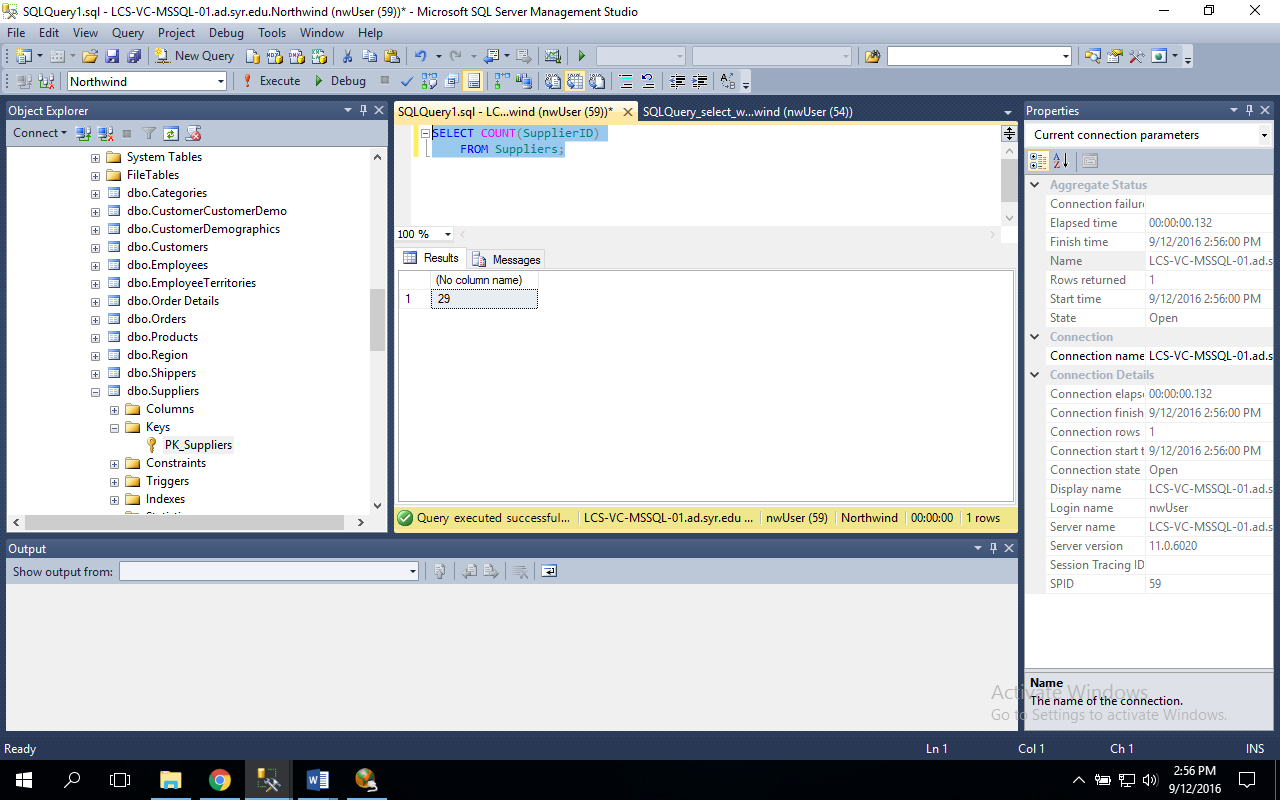 SQLQuery1.sql - LCS-VC-MSSQL-01.ad.syr.edu.Northwind (nwUser (59))* - Microsoft SQL Server Management Studio
File Edit View Query Project Debug Tools Window Help
New Query
Northwind
Execute
Debug
Object Explorer
Connect
System Tables
FileTables
dbo.Categories
dbo.CustomerCustomerDemo
dbo.CustomerDemographics
dbo.Customers
dbo.Employees
dbo.EmployeeTerritories
dbo.Order Details
dbo.Orders
dbo.Products
dbo.Region
dbo.Shippers
dbo.Suppliers
Columns
Keys
PK_Suppliers
Constraints
Triggers
Indexes
SQLQuery1.sql - LC...wind (nwUser (59))*
SQLQuery_select_w...wind (nwUser (54))
SELECT COUNT(SupplierID)
FROM Suppliers;
100 %
Results
Messages
(No column name)
1 29
Query executed successful...
LCS-VC-MSSQL-01.ad.syr.edu ...
nwUser (59)
Northwind
00:00:00
1 rows
Properties
Current connection parameters
Aggregate Status
Connection failure
Elapsed time 00:00:00.132
Finish time 9/12/2016 2:56:00 PM
Name LCS-VC-MSSQL-01.ad.s
Rows returned 1
Start time 9/12/2016 2:56:00 PM
State Open
Connection
Connection name LCS-VC-MSSQL-01.ad.s
Connection Details
Connection elaps 00:00:00.132
Connection finish 9/12/2016 2:56:00 PM
Connection rows 1
Connection start t 9/12/2016 2:56:00 PM
Connection state Open
Display name LCS-VC-MSSQL-01.ad.s
Login name nwUser
Server name LCS-VC-MSSQL-01.ad.s
Server version 11.0.6020
Session Tracing ID
SPID 59
Name
The name of the connection.
Activate Windows
Go to Settings to activate Windows.
Output
Show output from:
Ready
Ln 1
Col 1
Ch 1
INS
2:56 PM
9/12/2016